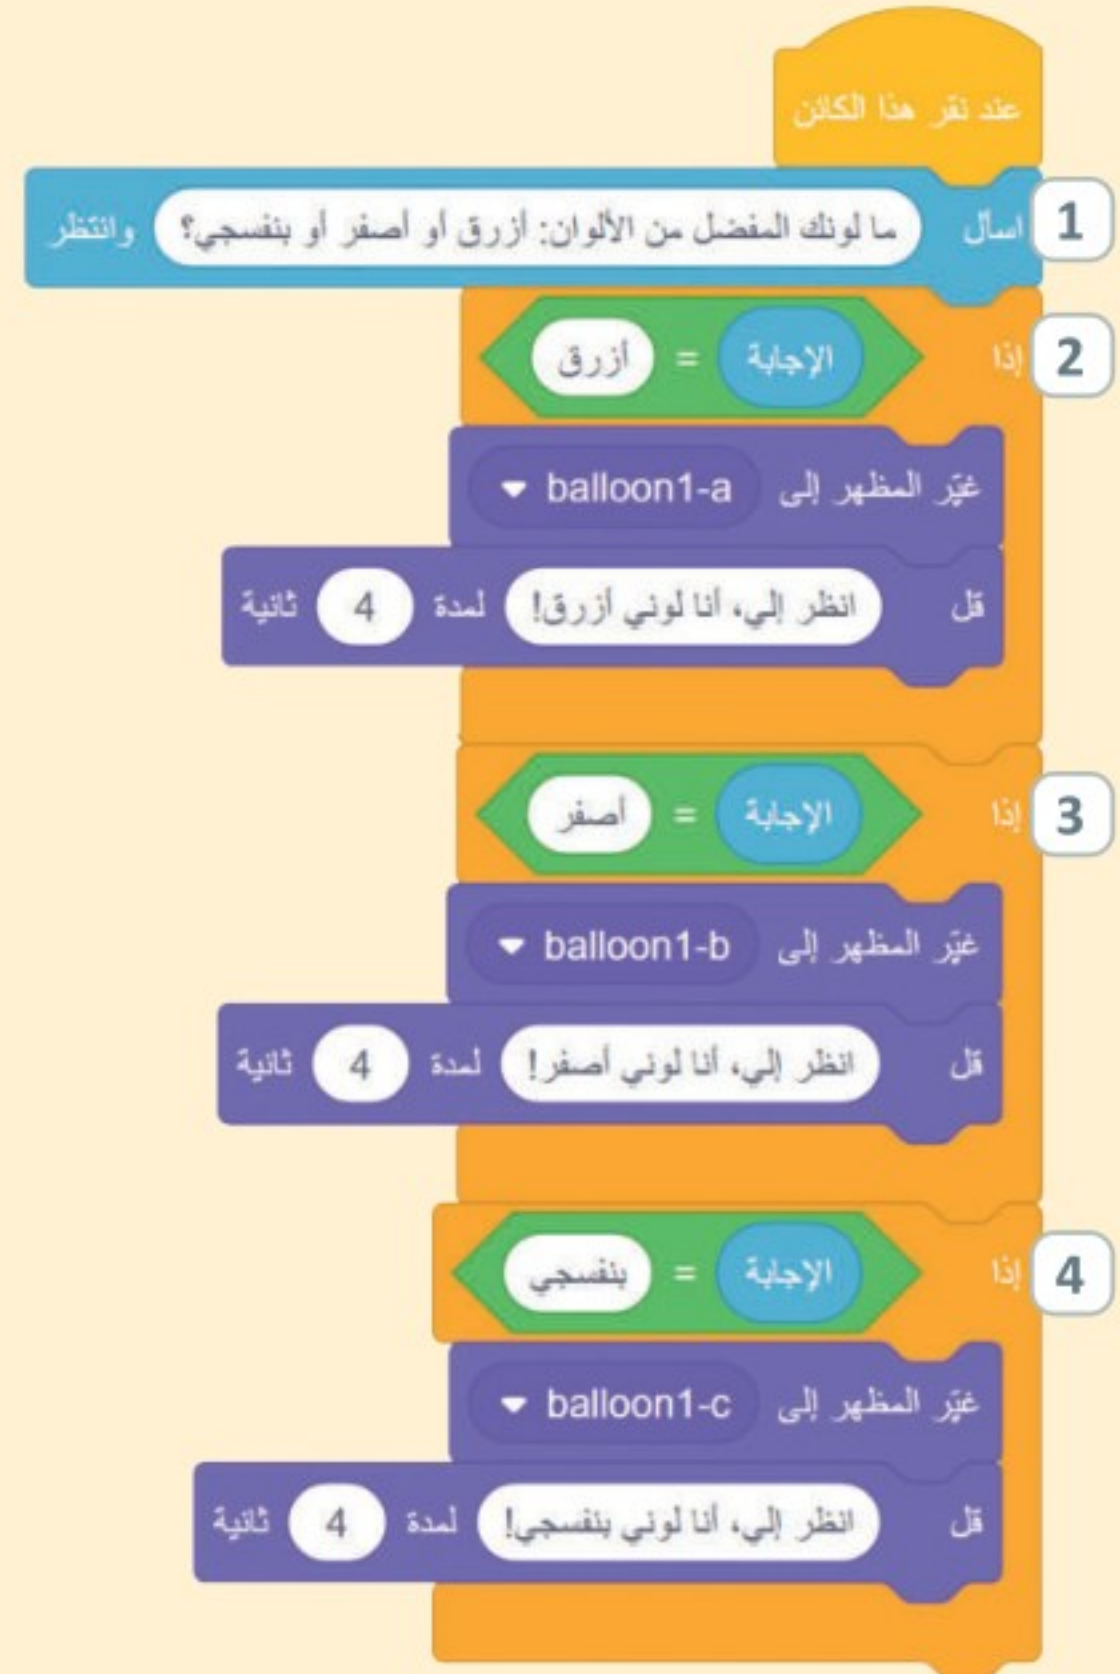 عند نقر هذا الكائن
1 اسأل ما لونك المفضل من الألوان: أزرق أو أصفر أو بنفسجي؟ وانتظر
2 إذا الإجابة = أزرق
غيّر المظهر إلى balloon1-a
قل انظر إلي، أنا لوني أزرق! لمدة 4 ثانية
3 إذا الإجابة = أصفر
غيّر المظهر إلى balloon1-b
قل انظر إلي، أنا لوني أصفر! لمدة 4 ثانية
4 إذا الإجابة = بنفسجي
غيّر المظهر إلى balloon1-c
قل انظر إلي، أنا لوني بنفسجي! لمدة 4 ثانية